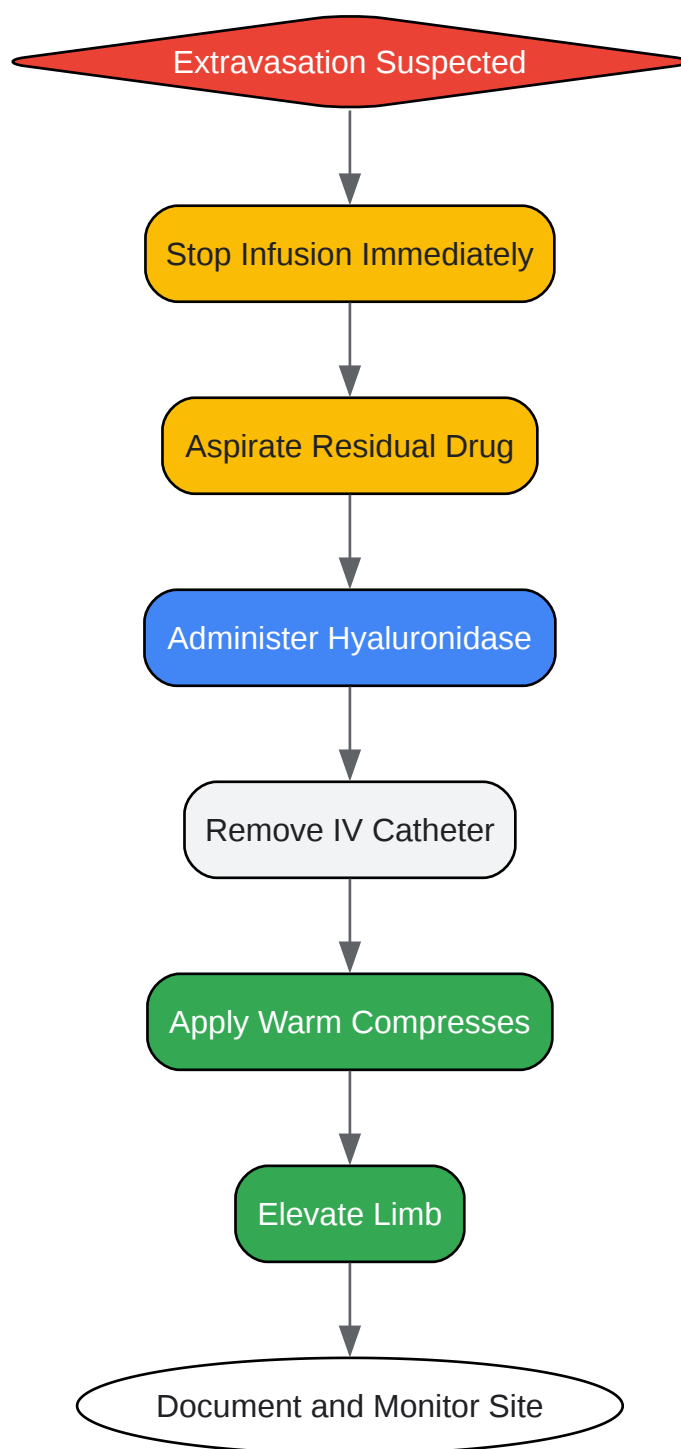 Extravasation Suspected
Stop Infusion Immediately
Aspirate Residual Drug
Administer Hyaluronidase
Remove IV Catheter
Apply Warm Compresses
Elevate Limb
Document and Monitor Site